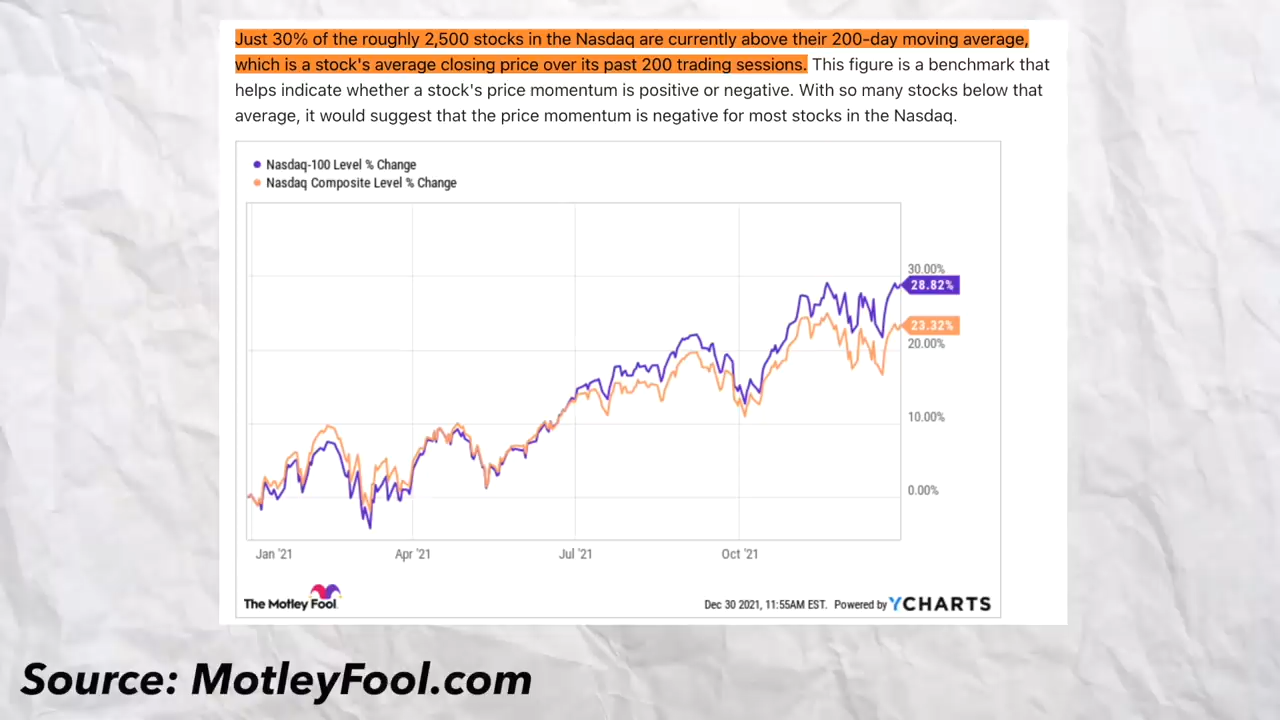 Just 30% of the roughly 2,500 stocks in the Nasdaq are currently above their 200-day moving average,
which is a stock's average closing price over its past 200 trading sessions. This figure is a benchmark that
helps indicate whether a stock's price momentum is positive or negative. With so many stocks below that
average, it would suggest that the price momentum is negative for most stocks in the Nasdaq.
Nasdaq-100 Level % Change
Nasdaq Composite Level % Change
30.00%
28.82%
23.32%
20.00%
10.00%
0.00%
Jan '21 Apr '21 Jul '21 Oct '21
The Motley Fool Dec 30 2021, 11:55AM EST. Powered by YCHARTS
Source: MotleyFool.com